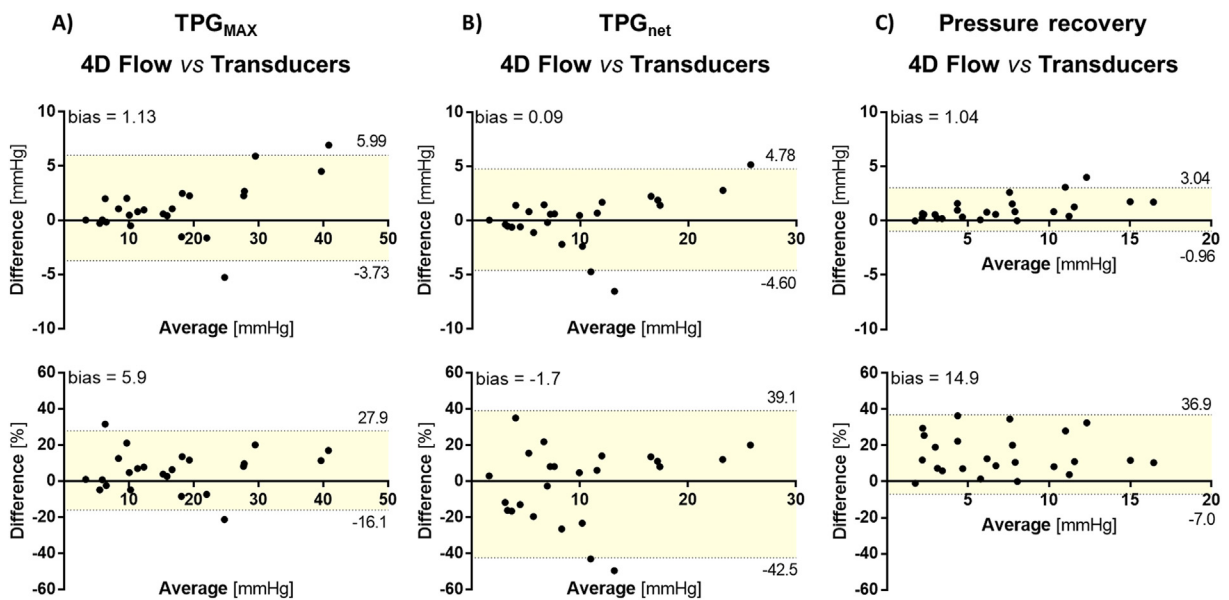 A) TPGMAX
4D Flow vs Transducers
10
bias = 1.13
5.99
5
0
10 20 30 40 50
-5
-3.73
-10
Difference [mmHg]
Average [mmHg]
B) TPGnet
4D Flow vs Transducers
10
bias = 0.09
4.78
5
0
10 20 30
-5
-4.60
-10
Difference [mmHg]
Average [mmHg]
C) Pressure recovery
4D Flow vs Transducers
10
bias = 1.04
5
3.04
0
5 10 15 20
-0.96
-5
-10
Difference [mmHg]
Average [mmHg]
60
bias = 5.9
40
27.9
20
0
10 20 30 40 50
-20
-16.1
-40
-60
Difference [%]
Average [mmHg]
60
bias = -1.7
39.1
40
20
0
10 20 30
-20
-40
-42.5
-60
Difference [%]
Average [mmHg]
60
bias = 14.9
40
36.9
20
0
5 10 15 20
-7.0
-20
-40
-60
Difference [%]
Average [mmHg]